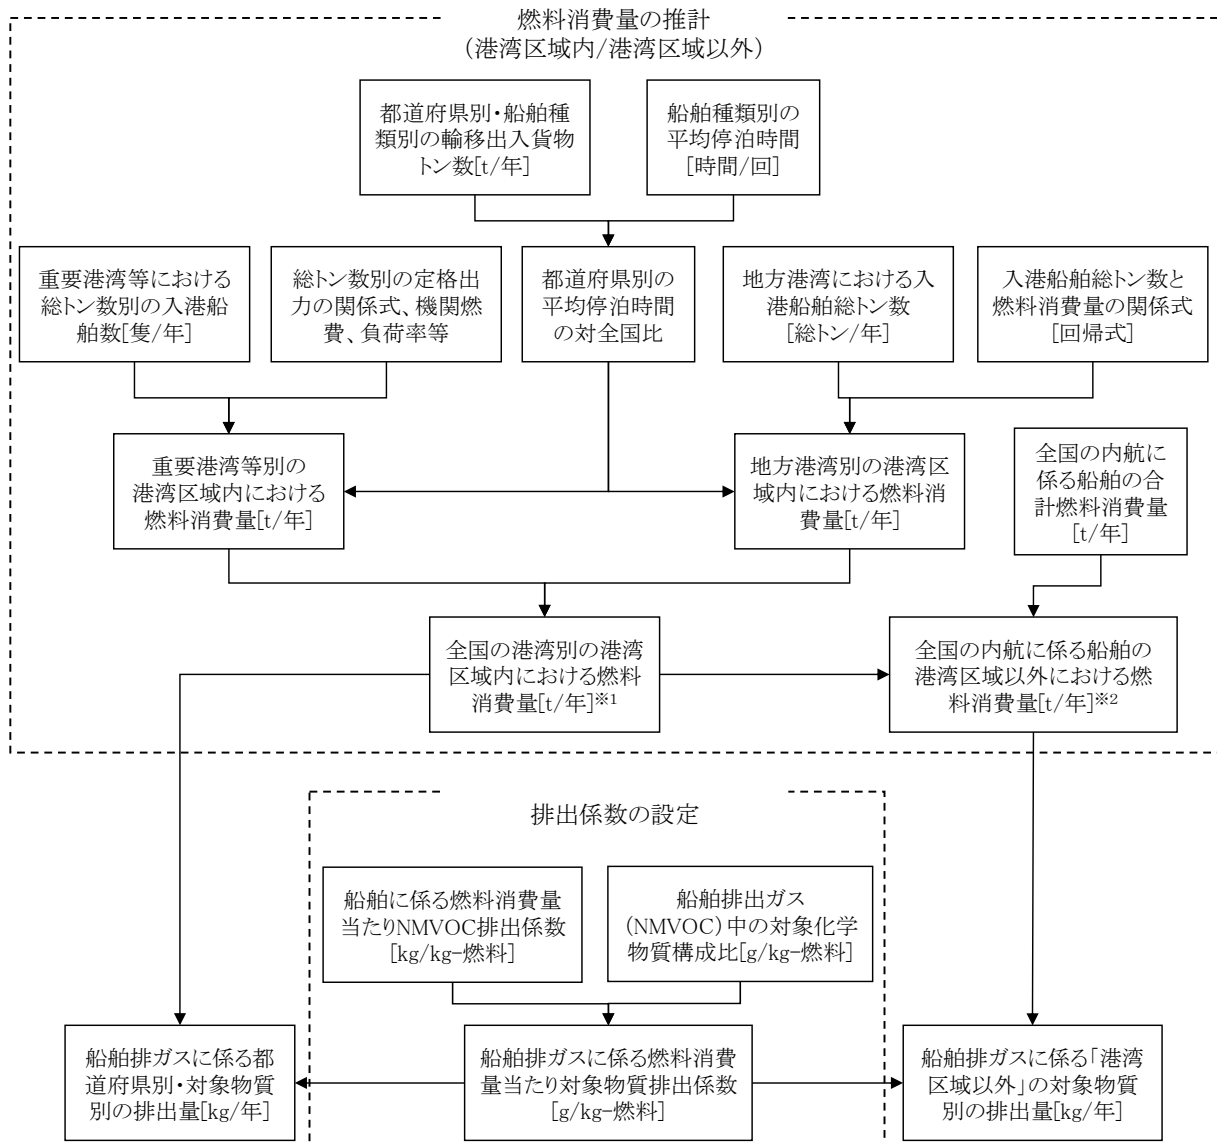 燃料消費量の推計
（港湾区域内/港湾区域以外）
都道府県別・船舶種
類別の輸移出入貨物
トン数[t/年]
船舶種類別の
平均停泊時間
[時間/回]
重要港湾等における
総トン数別の入港船
舶数[隻/年]
総トン数別の定格出
力の関係式、機関燃
費、負荷率等
都道府県別の
平均停泊時間
の対全国比
地方港湾における入
港船舶総トン数
[総トン/年]
入港船舶総トン数と
燃料消費量の関係式
[回帰式]
重要港湾等別の
港湾区域内における
燃料消費量[t/年]
地方港湾別の港湾区
域内における燃料消
費量[t/年]
全国の内航に
係る船舶の合
計燃料消費量
[t/年]
全国の港湾別の港湾
区域内における燃料
消費量[t/年]※1
全国の内航に係る船舶の
港湾区域以外における燃
料消費量[t/年]※2
排出係数の設定
船舶に係る燃料消費量
当たりNMVOC排出係数
[kg/kg-燃料]
船舶排出ガス
（NMVOC）中の対象化学
物質構成比[g/kg-燃料]
船舶排ガスに係る都
道府県別・対象物質
別の排出量[kg/年]
船舶排ガスに係る燃料消費
量当たり対象物質排出係数
[g/kg-燃料]
船舶排ガスに係る「港湾
区域以外」の対象物質
別の排出量[kg/年]